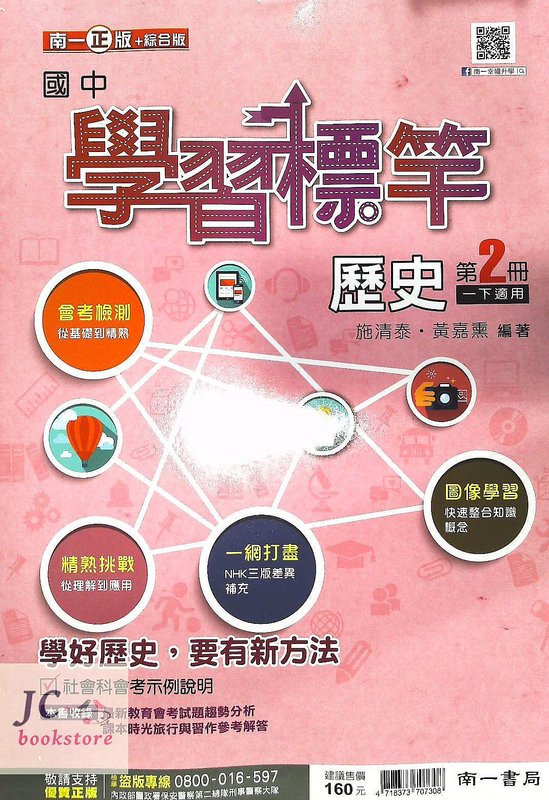 南一正版+綜合版
南一幸福升學
國中
學習標竿
歷史 第2冊
一下適用
施清泰・黃嘉熏 編著
會考檢測
從基礎到精熟
圖像學習
快速整合知識
概念
精熟挑戰
從理解到應用
一網打盡
NHK三版差異
補充
學好歷史，要有新方法
社會科會考示例說明
本書收錄
最新教育會考試題趨勢分析
課本時光旅行與習作參考解答
JC
bookstore
敬請支持
優質正版
檢舉盜版專線 0800-016-597
內政部警政署保安警察第二總隊刑事警察大隊
建議售價
160元
4 718373 707308
南一書局